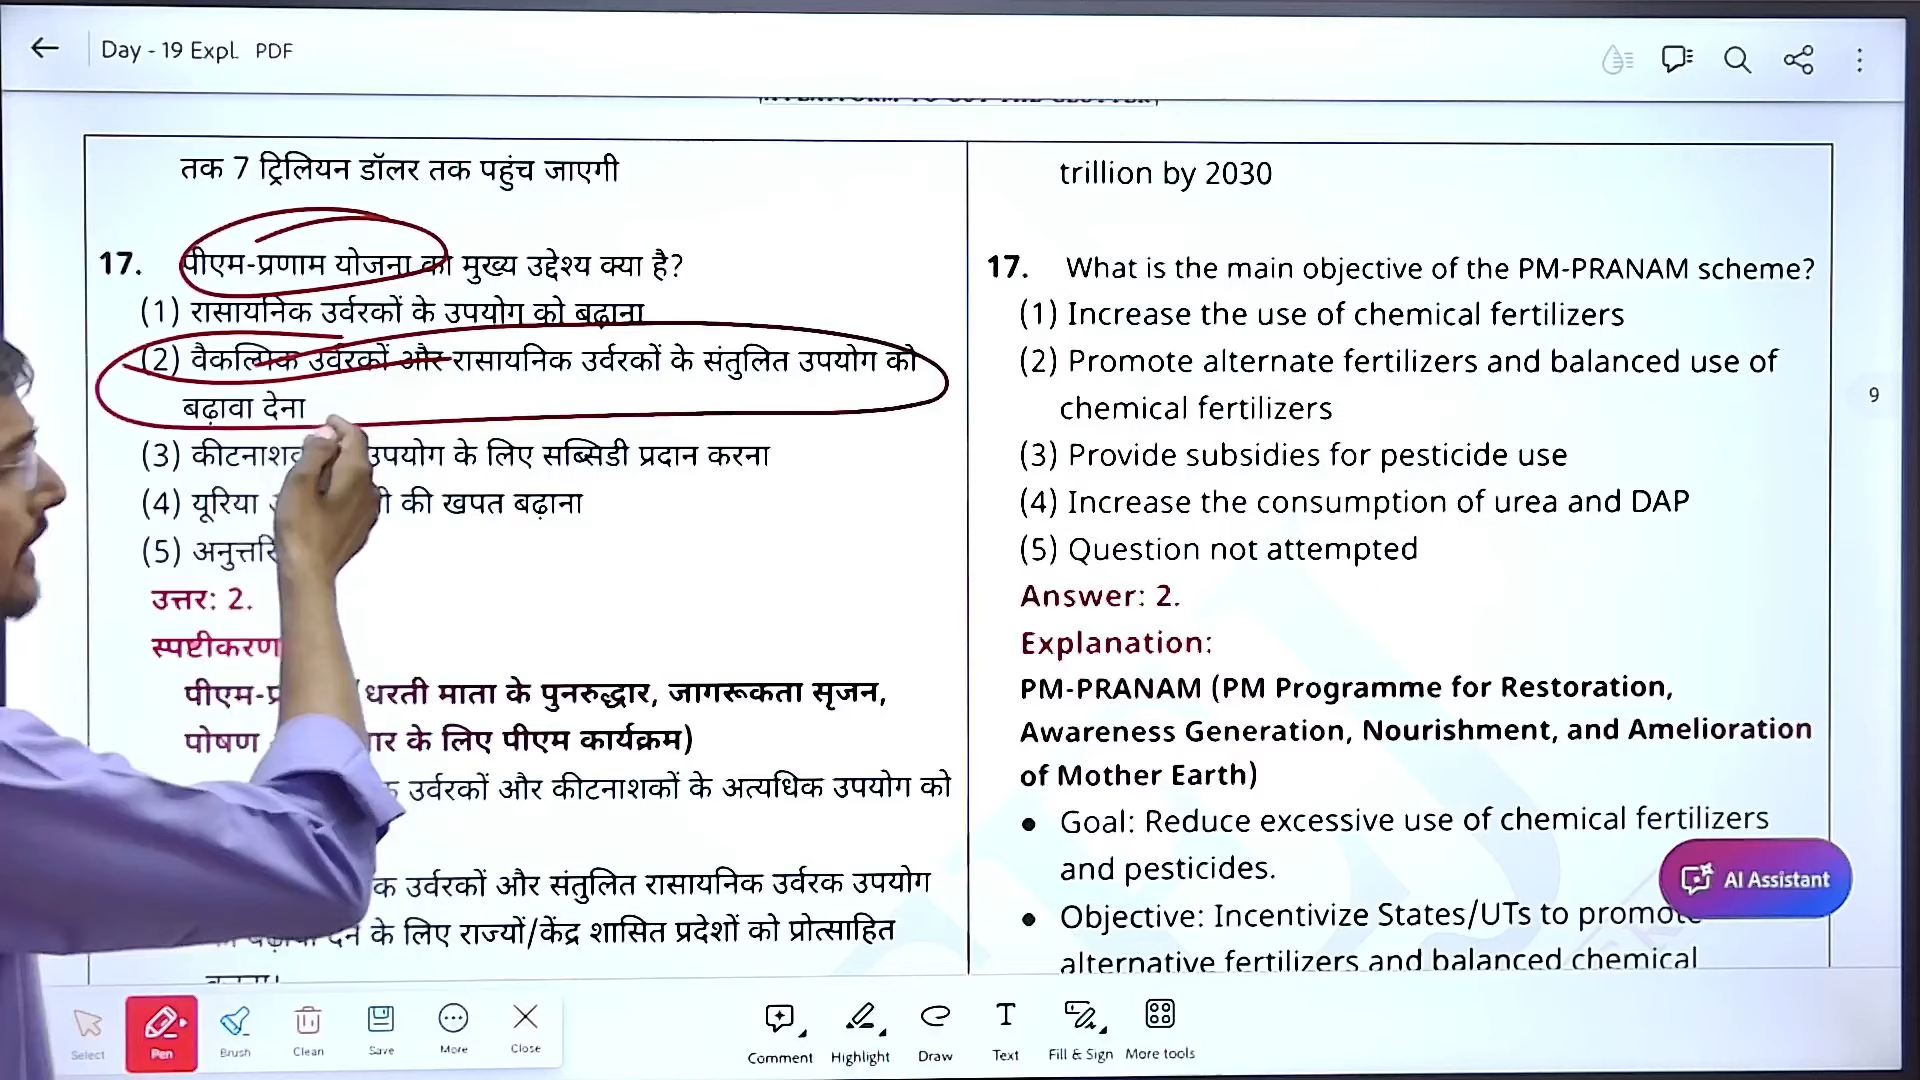 Day - 19 Expl. PDF
तक 7 ट्रिलियन डॉलर तक पहुंच जाएगी
17. पीएम-प्रणाम योजना का मुख्य उद्देश्य क्या है?
(1) रासायनिक उर्वरकों के उपयोग को बढ़ाना
(2) वैकल्पिक उर्वरकों और रासायनिक उर्वरकों के संतुलित उपयोग को
बढ़ावा देना
(3) उपयोग के लिए सब्सिडी प्रदान करना
(4) यूरिया की खपत बढ़ाना
(5)
उत्तर: 2.
स्पष्टीकरण
धरती माता के पुनरुद्धार, जागरूकता सृजन,
पोषण के लिए पीएम कार्यक्रम)
उर्वरकों और कीटनाशकों के अत्यधिक उपयोग को
उर्वरकों और संतुलित रासायनिक उर्वरक उपयोग
के लिए राज्यों/केंद्र शासित प्रदेशों को प्रोत्साहित
trillion by 2030
17. What is the main objective of the PM-PRANAM scheme?
(1) Increase the use of chemical fertilizers
(2) Promote alternate fertilizers and balanced use of
chemical fertilizers
(3) Provide subsidies for pesticide use
(4) Increase the consumption of urea and DAP
(5) Question not attempted
Answer: 2.
Explanation:
PM-PRANAM (PM Programme for Restoration,
Awareness Generation, Nourishment, and Amelioration
of Mother Earth)
● Goal: Reduce excessive use of chemical fertilizers
and pesticides.
● Objective: Incentivize States/UTs to promote
alternative fertilizers and balanced chemical
9
AI Assistant
Select Pen Brush Clean Save More Close
Comment Highlight Draw Text Fill & Sign More tools